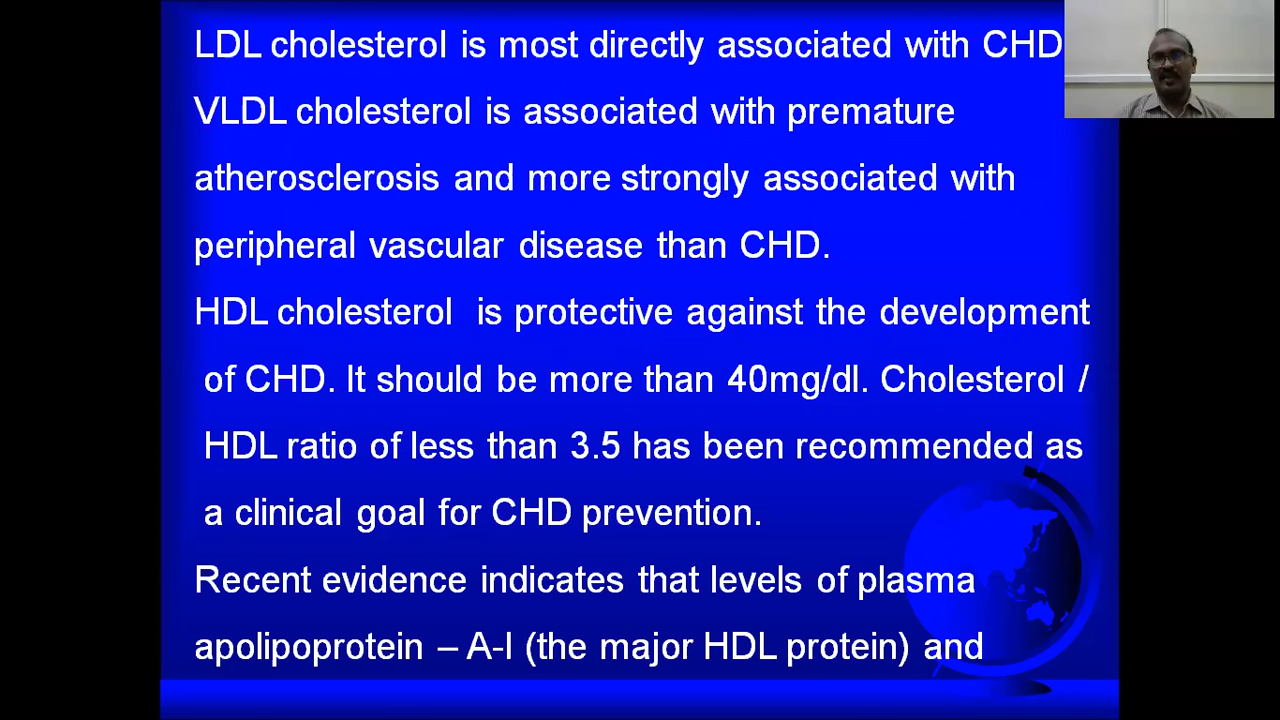 LDL cholesterol is most directly associated with CHD
VLDL cholesterol is associated with premature
atherosclerosis and more strongly associated with
peripheral vascular disease than CHD.
HDL cholesterol is protective against the development
of CHD. It should be more than 40mg/dl. Cholesterol /
HDL ratio of less than 3.5 has been recommended as
a clinical goal for CHD prevention.
Recent evidence indicates that levels of plasma
apolipoprotein – A-I (the major HDL protein) and